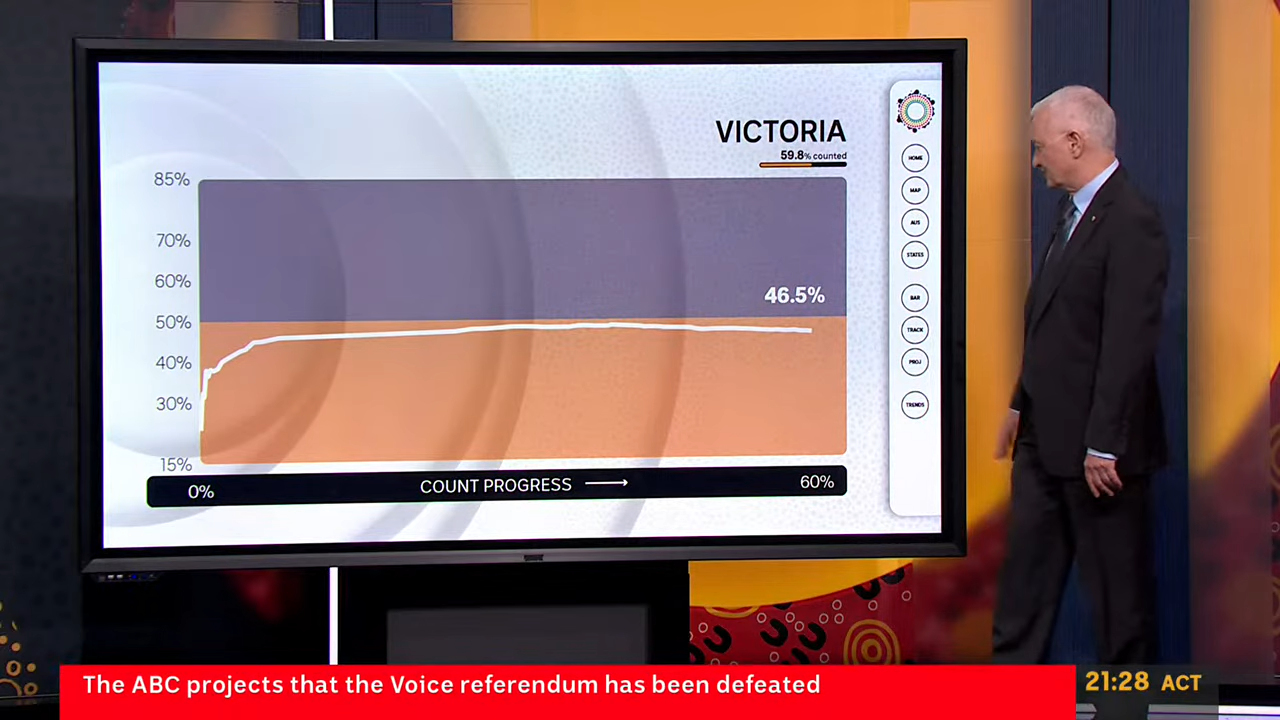 VICTORIA
59.8% counted
85%
70%
60%
50%
40%
30%
15%
46.5%
0%
COUNT PROGRESS
60%
HOME
MAP
AUS
STATES
BAR
TRACK
PROJ
TRENDS
The ABC projects that the Voice referendum has been defeated
21:28 ACT